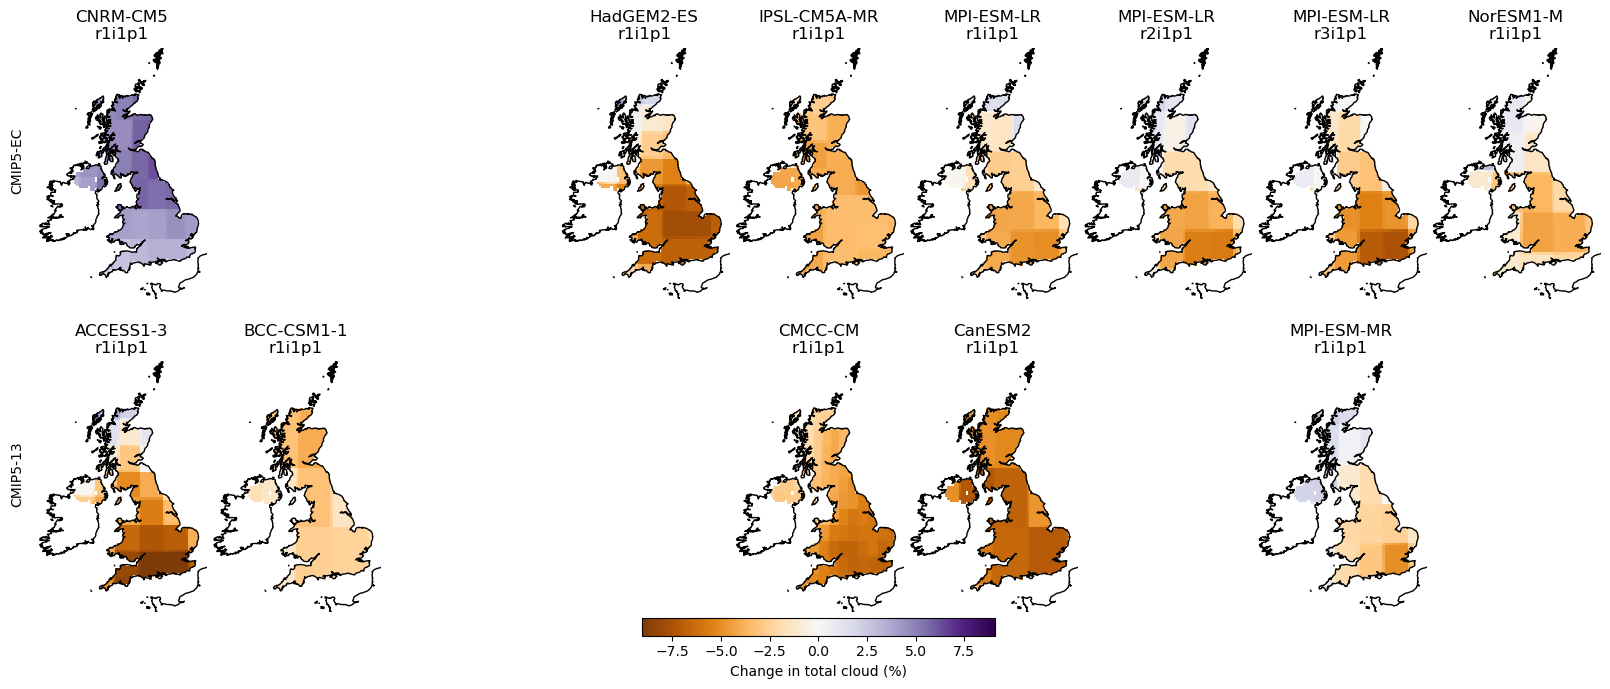 CNRM-CM5
r1i1p1
HadGEM2-ES
r1i1p1
IPSL-CM5A-MR
r1i1p1
MPI-ESM-LR
r1i1p1
MPI-ESM-LR
r2i1p1
MPI-ESM-LR
r3i1p1
NorESM1-M
r1i1p1
CMIP5-EC
ACCESS1-3
r1i1p1
BCC-CSM1-1
r1i1p1
CMCC-CM
r1i1p1
CanESM2
r1i1p1
MPI-ESM-MR
r1i1p1
CMIP5-13
−7.5 −5.0 −2.5 0.0 2.5 5.0 7.5
Change in total cloud (%)